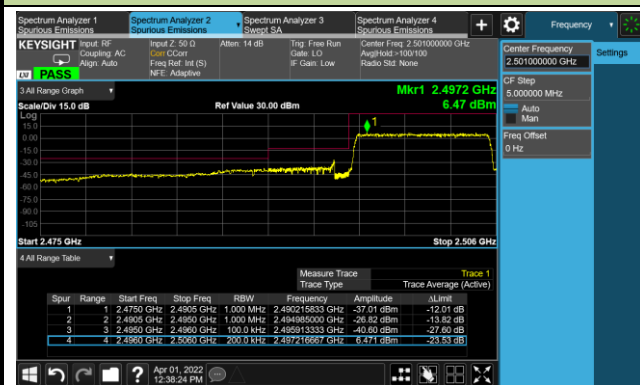 Spectrum Analyzer 1
Spurious Emissions
Spectrum Analyzer 2
Spurious Emissions
Spectrum Analyzer 3
Swept SA
Spectrum Analyzer 4
Spurious Emissions
+
Frequency
KEYSIGHT
Input: RF
Coupling: AC
Align: Auto
Input Z: 50 Ω
Corr CCorr
Freq Ref: Int (S)
NFE: Adaptive
Atten: 14 dB
Trig: Free Run
Gate: LO
IF Gain: Low
Center Freq: 2.501000000 GHz
Avg|Hold:>100/100
Radio Std: None
LXI
PASS
Center Frequency
2.501000000 GHz
Settings
CF Step
5.000000 MHz
Auto
Man
Freq Offset
0 Hz
3 All Range Graph
Scale/Div 15.0 dB
Ref Value 30.00 dBm
Mkr1 2.4972 GHz
6.47 dBm
Log
15.0
0.00
-15.0
-30.0
-45.0
-60.0
-75.0
-90.0
-105
1
Start 2.475 GHz
Stop 2.506 GHz
4 All Range Table
Measure Trace Trace 1
Trace Type Trace Average (Active)
Spur Range Start Freq Stop Freq RBW Frequency Amplitude ΔLimit
1 1 2.4750 GHz 2.4905 GHz 1.000 MHz 2.490215833 GHz -37.01 dBm -12.01 dB
2 2 2.4905 GHz 2.4950 GHz 1.000 MHz 2.494985000 GHz -26.82 dBm -13.82 dB
3 3 2.4950 GHz 2.4960 GHz 100.0 kHz 2.495913333 GHz -40.60 dBm -27.60 dB
4 4 2.4960 GHz 2.5060 GHz 200.0 kHz 2.497216667 GHz 6.471 dBm -23.53 dB
?
Apr 01, 2022
12:38:24 PM